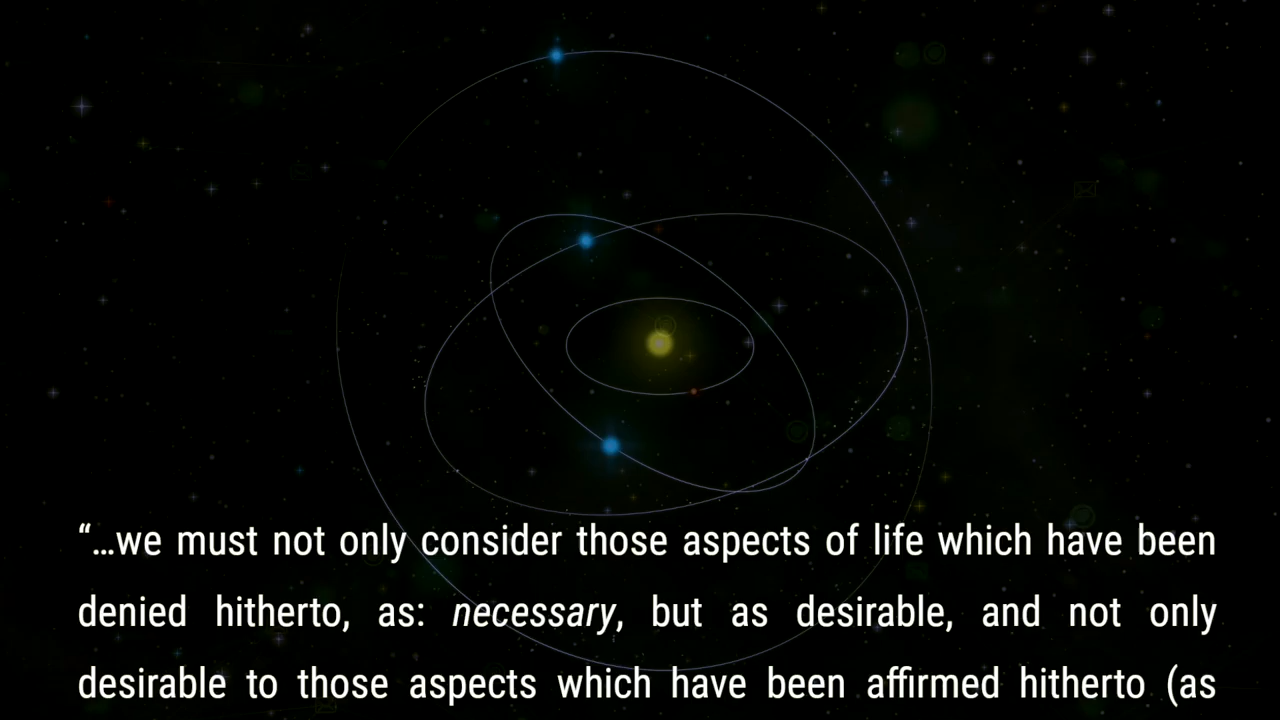 “…we must not only consider those aspects of life which have been
denied hitherto, as: necessary, but as desirable, and not only
desirable to those aspects which have been affirmed hitherto (as